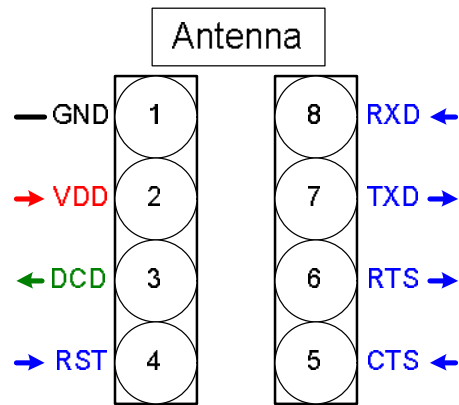 Antenna
GND 1 8 RXD
VDD 2 7 TXD
DCD 3 6 RTS
RST 4 5 CTS